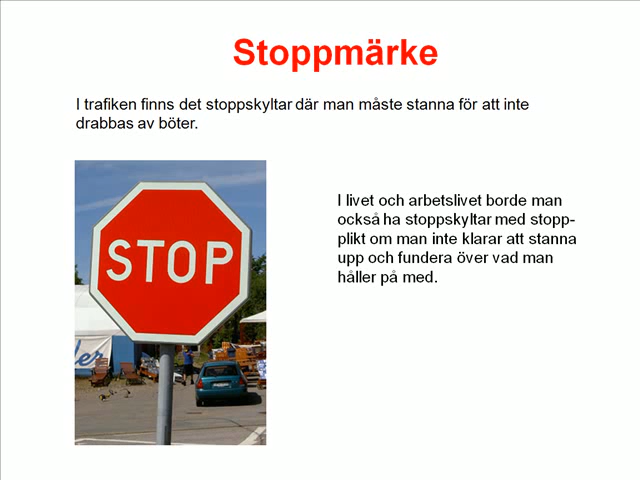 Stoppmärke
I trafiken finns det stoppskyltar där man måste stanna för att inte
drabbas av böter.
I livet och arbetslivet borde man
också ha stoppskyltar med stopp-
plikt om man inte klarar att stanna
upp och fundera över vad man
håller på med.
STOP